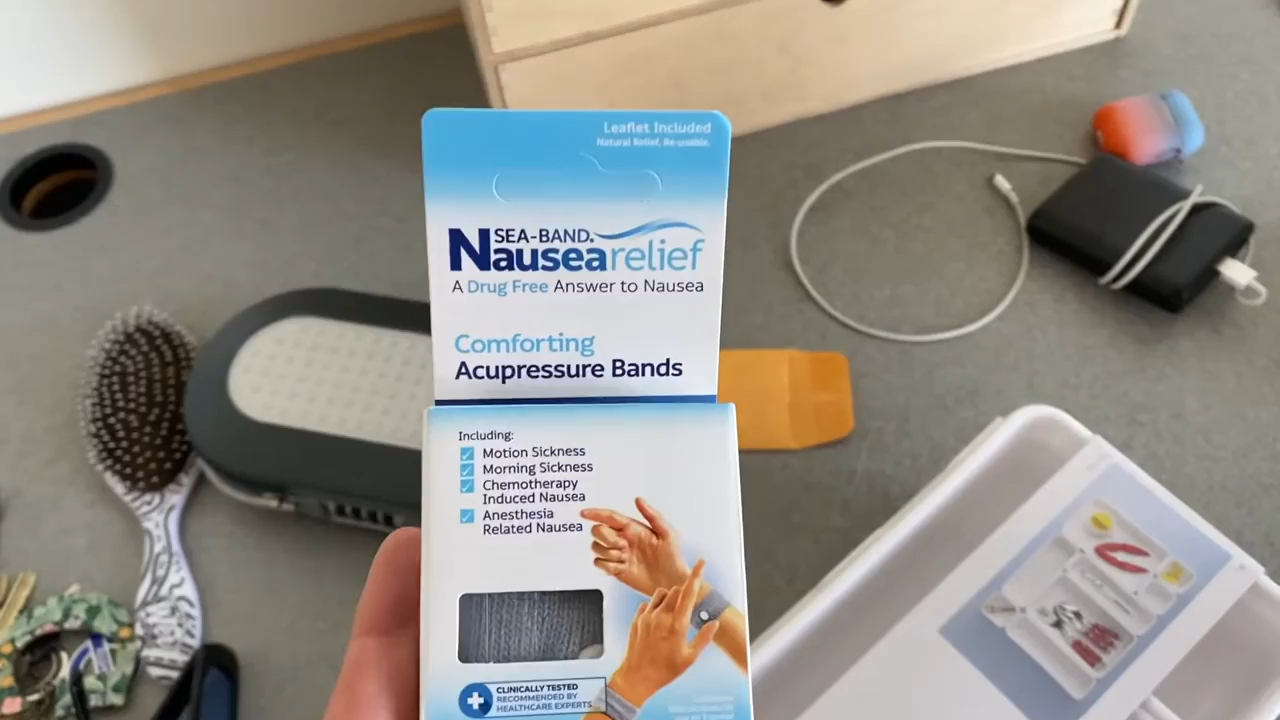 Leaflet Included
Natural Relief, Re-usable.
SEA-BAND.
Nausearelief
A Drug Free Answer to Nausea
Comforting
Acupressure Bands
Including:
Motion Sickness
Morning Sickness
Chemotherapy
Induced Nausea
Anesthesia
Related Nausea
CLINICALLY TESTED
RECOMMENDED BY
HEALTHCARE EXPERTS